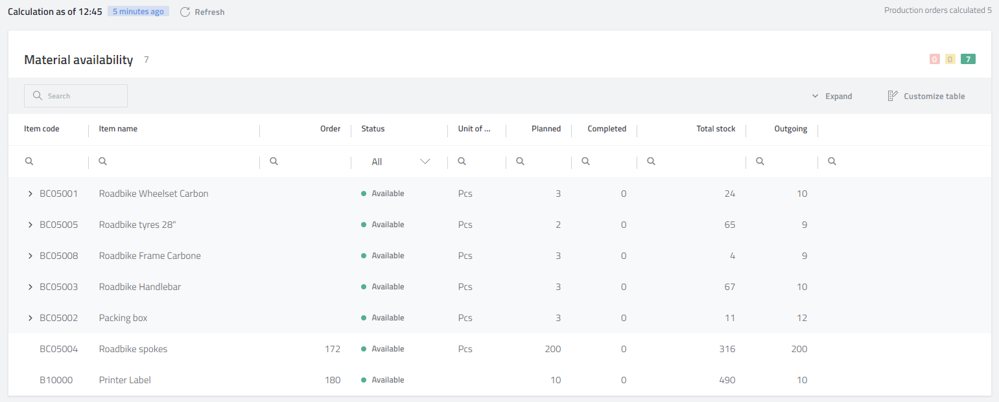 Calculation as of 12:45 5 minutes ago Refresh Production orders calculated 5
Material availability 7 0 0 7
Search Expand Customize table
Item code Item name Order Status Unit of ... Planned Completed Total stock Outgoing
All
BC05001 Roadbike Wheelset Carbon Available Pcs 3 0 24 10
BC05005 Roadbike tyres 28" Available Pcs 2 0 65 9
BC05008 Roadbike Frame Carbone Available Pcs 3 0 4 9
BC05003 Roadbike Handlebar Available Pcs 3 0 67 10
BC05002 Packing box Available Pcs 3 0 11 12
BC05004 Roadbike spokes 172 Available Pcs 200 0 316 200
B10000 Printer Label 180 Available 10 0 490 10